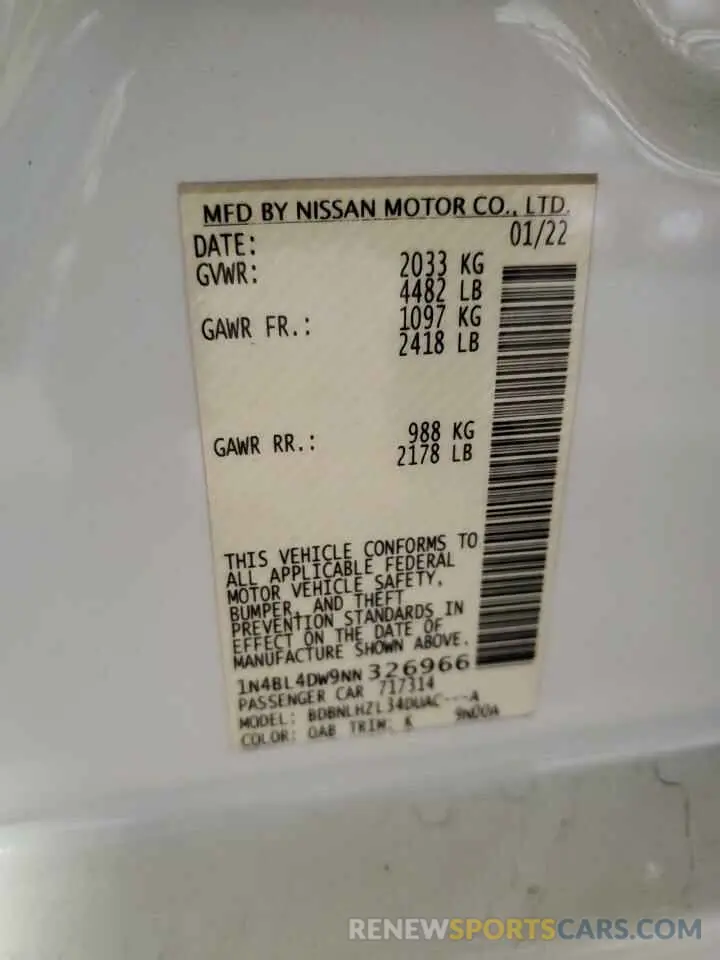 MFD BY NISSAN MOTOR CO., LTD.
DATE: 01/22
GVWR: 2033 KG
4482 LB
GAWR FR.: 1097 KG
2418 LB
GAWR RR.: 988 KG
2178 LB
THIS VEHICLE CONFORMS TO
ALL APPLICABLE FEDERAL
MOTOR VEHICLE SAFETY,
BUMPER, AND THEFT
PREVENTION STANDARDS IN
EFFECT ON THE DATE OF
MANUFACTURE SHOWN ABOVE.
1N4BL4DW9NN326966
PASSENGER CAR 717314
MODEL: BDBNLHZL34DUAC---A
COLOR: QAB TRIM: K 9N00A
RENEWSPORTSCARS.COM